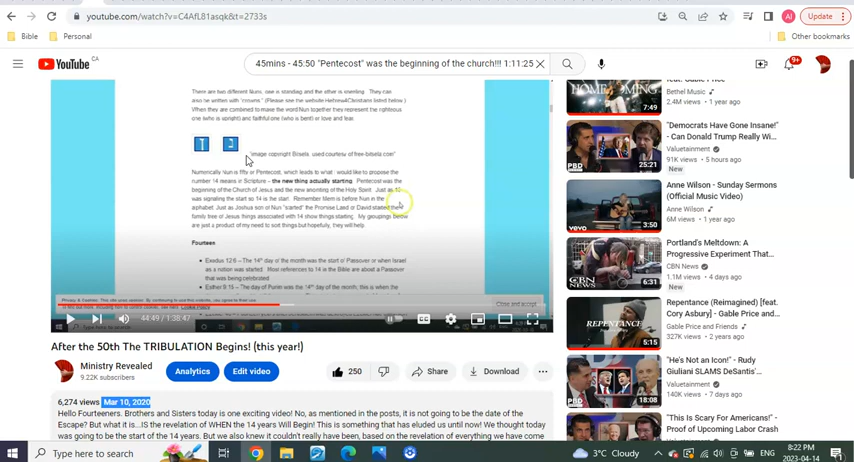 youtube.com/watch?v=C4AfL81asqk&t=2733s
AI
Update
Bible
Personal
Other bookmarks
YouTube CA
45mins - 45:50 "Pentecost" was the beginning of the church!!! 1:11:25
9+
There are two different Nuns, one is standing and the other is kneeling. They can
also be written with
When they are combined to make the word Nun together they represent the righteous
one (who is upright) and faithful one (who is bent) or love and fear.
"image copyright Bitsela, used courtesy of free-bitsela.com"
Numerically Nun is fifty or Pentecost, which leads to what I would like to propose the
number 14 means in Scripture – the new thing actually starting. Pentecost was the
beginning of the Church of Jesus and the new anointing of the Holy Spirit. Just as 13
was signaling the start so 14 is the start. Remember Mem is before Nun in the
alphabet. Just as Joshua son of Nun "started" the Promise Land or David started the
family tree of Jesus things associated with 14 show things starting. My groupings below
are just a product of my need to sort things but hopefully, they will help.
Fourteen
Exodus 12:6 – The 14th day of the month was the start of Passover or when Israel
as a nation was started. Most references to 14 in the Bible are about a Passover
that was being celebrated
Esther 9:15 – The day of Purim was the 14th day of the month; this is when the
Close and accept
44:49 / 1:38:47
CC
After the 50th The TRIBULATION Begins! (this year!)
Ministry Revealed
9.22K subscribers
Analytics
Edit video
250
Share
Download
6,274 views Mar 10, 2020
Hello Fourteeners. Brothers and Sisters today is one exciting video! No, as mentioned in the posts, it is not going to be the date of the
Escape? But what it is...IS the revelation of WHEN the 14 years Will Begin! This is something that has eluded us until now! We thought today
was going to be the start of the 14 years. But we also knew it couldn't really have been, based on the revelation of everything we have come
HOMECOMING
7:49
feat. Gable Price
Bethel Music
2.4M views • 1 year ago
PBD
25:21
"Democrats Have Gone Insane!"
- Can Donald Trump Really Wi...
Valuetainment
91K views • 5 hours ago
New
vevo
3:50
Anne Wilson - Sunday Sermons
(Official Music Video)
Anne Wilson
6M views • 1 year ago
CBN NEWS
6:31
Portland's Meltdown: A
Progressive Experiment That...
CBN News
1.1M views • 4 days ago
REPENTANCE
5:15
Repentance (Reimagined) [feat.
Cory Asbury] - Gable Price and...
Gable Price and Friends
327K views • 2 years ago
PBD
18:08
"He's Not an Icon!" - Rudy
Giuliani SLAMS DeSantis'...
Valuetainment
140K views • 7 days ago
New
"This Is Scary For Americans!" -
Proof of Upcoming Labor Crash
Valuetainment
Type here to search
3°C Cloudy
ENG
8:22 PM
2023-04-14